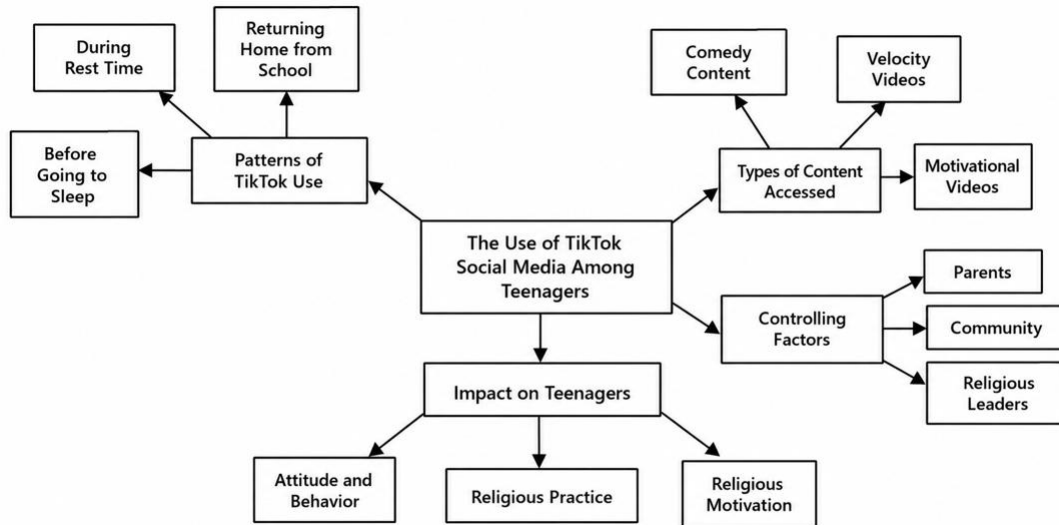 During
Rest Time
Returning
Home from
School
Before
Going to
Sleep
Patterns of
TikTok Use
Comedy
Content
Velocity
Videos
Types of Content
Accessed
Motivational
Videos
The Use of TikTok
Social Media Among
Teenagers
Controlling
Factors
Parents
Community
Religious
Leaders
Impact on Teenagers
Attitude and
Behavior
Religious Practice
Religious
Motivation